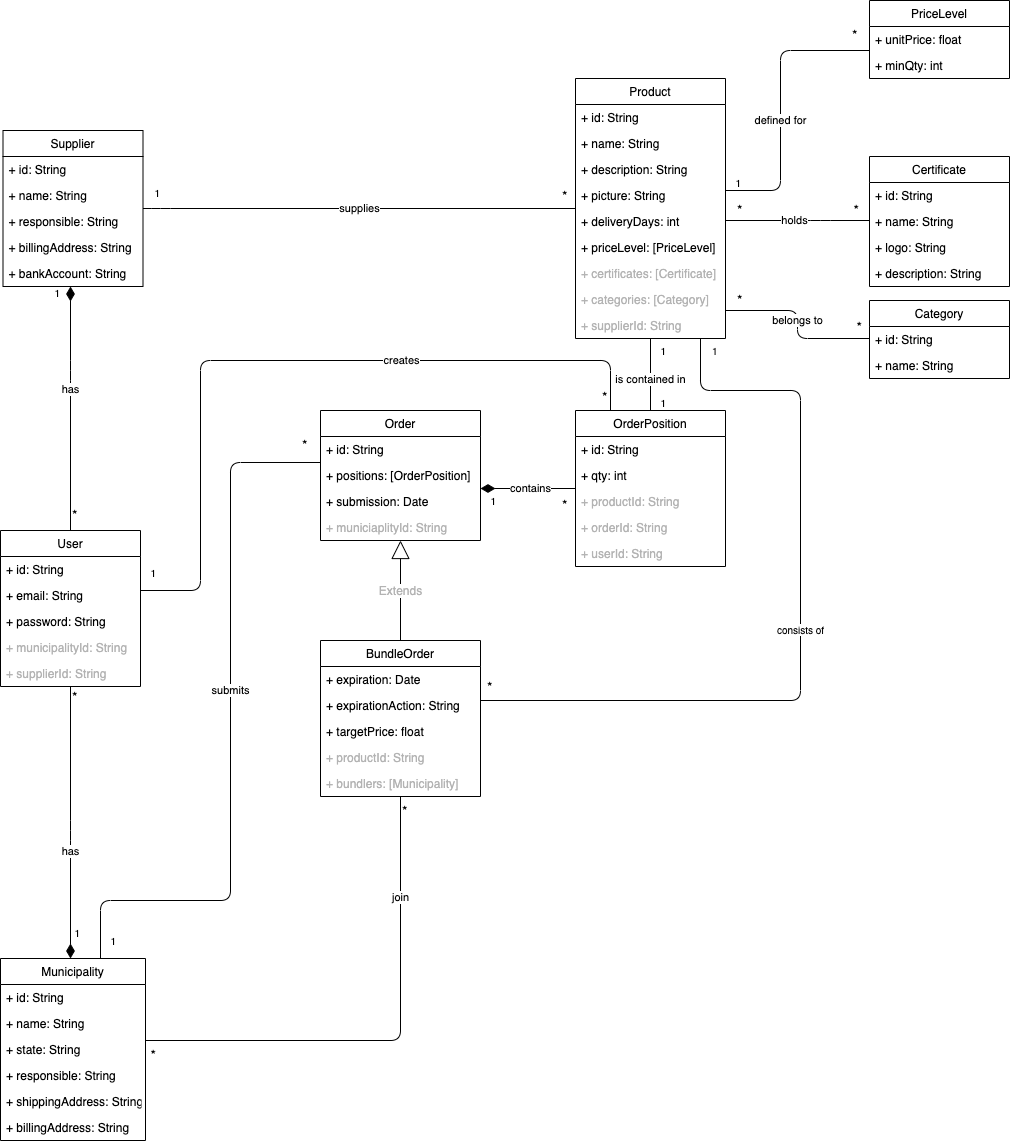 PriceLevel
+ unitPrice: float
+ minQty: int
*
defined for
1
Product
+ id: String
+ name: String
+ description: String
+ picture: String
+ deliveryDays: int
+ priceLevel: [PriceLevel]
+ certificates: [Certificate]
+ categories: [Category]
+ supplierId: String
Supplier
+ id: String
+ name: String
+ responsible: String
+ billingAddress: String
+ bankAccount: String
1
supplies
*
Certificate
+ id: String
+ name: String
+ logo: String
+ description: String
*
holds
*
Category
+ id: String
+ name: String
*
belongs to
*
1
has
*
creates
1
*
1
is contained in
1
1
consists of
*
Order
+ id: String
+ positions: [OrderPosition]
+ submission: Date
+ municiaplityId: String
*
submits
1
1
contains
*
OrderPosition
+ id: String
+ qty: int
+ productId: String
+ orderId: String
+ userId: String
User
+ id: String
+ email: String
+ password: String
+ municipalityId: String
+ supplierId: String
Extends
BundleOrder
+ expiration: Date
+ expirationAction: String
+ targetPrice: float
+ productId: String
+ bundlers: [Municipality]
*
has
1
*
join
*
Municipality
+ id: String
+ name: String
+ state: String
+ responsible: String
+ shippingAddress: String
+ billingAddress: String